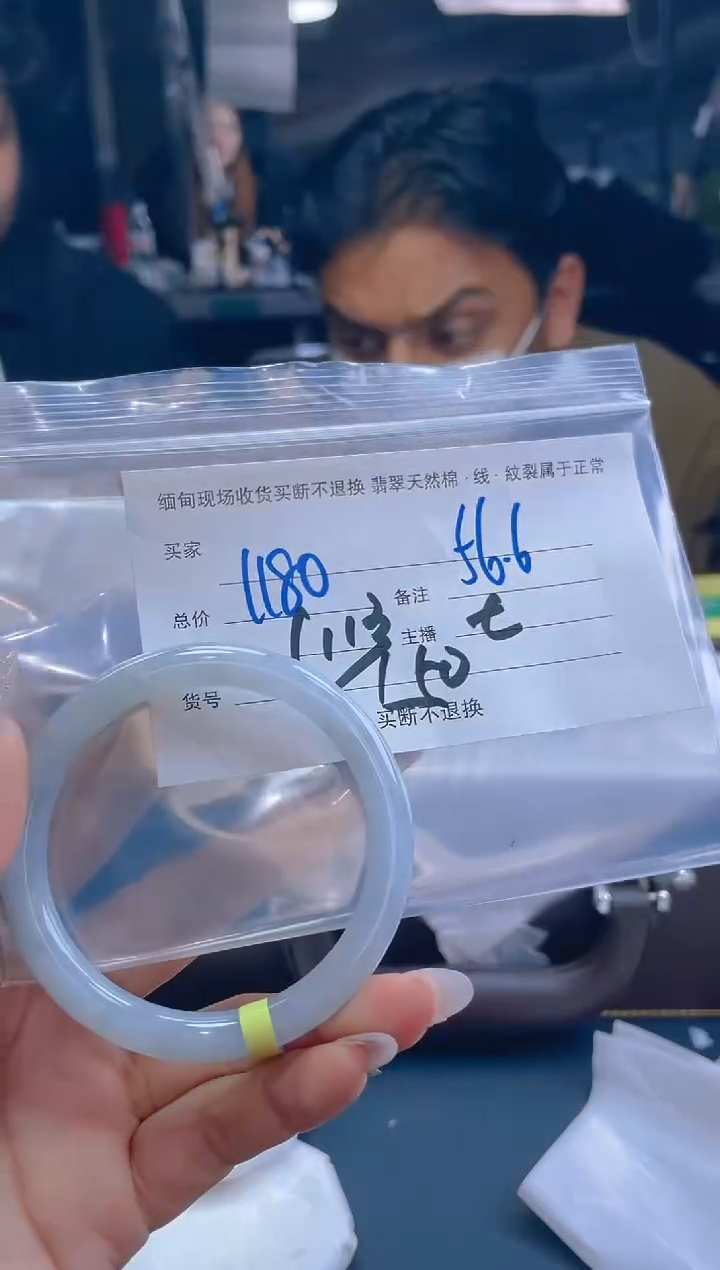 缅甸现场收货买断不退换 翡翠天然棉·线·紋裂属于正常
买家 1180 56.6
总价 备注
主播 七
货号 50
买断不退换